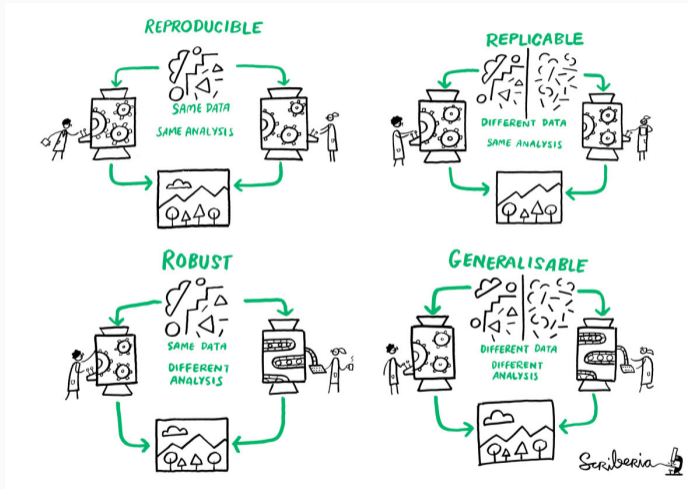 REPRODUCIBLE
SAME DATA
SAME ANALYSIS
REPLICABLE
DIFFERENT DATA
SAME ANALYSIS
ROBUST
SAME DATA
DIFFERENT
ANALYSIS
GENERALISABLE
DIFFERENT DATA
DIFFERENT
ANALYSIS
Scriberia